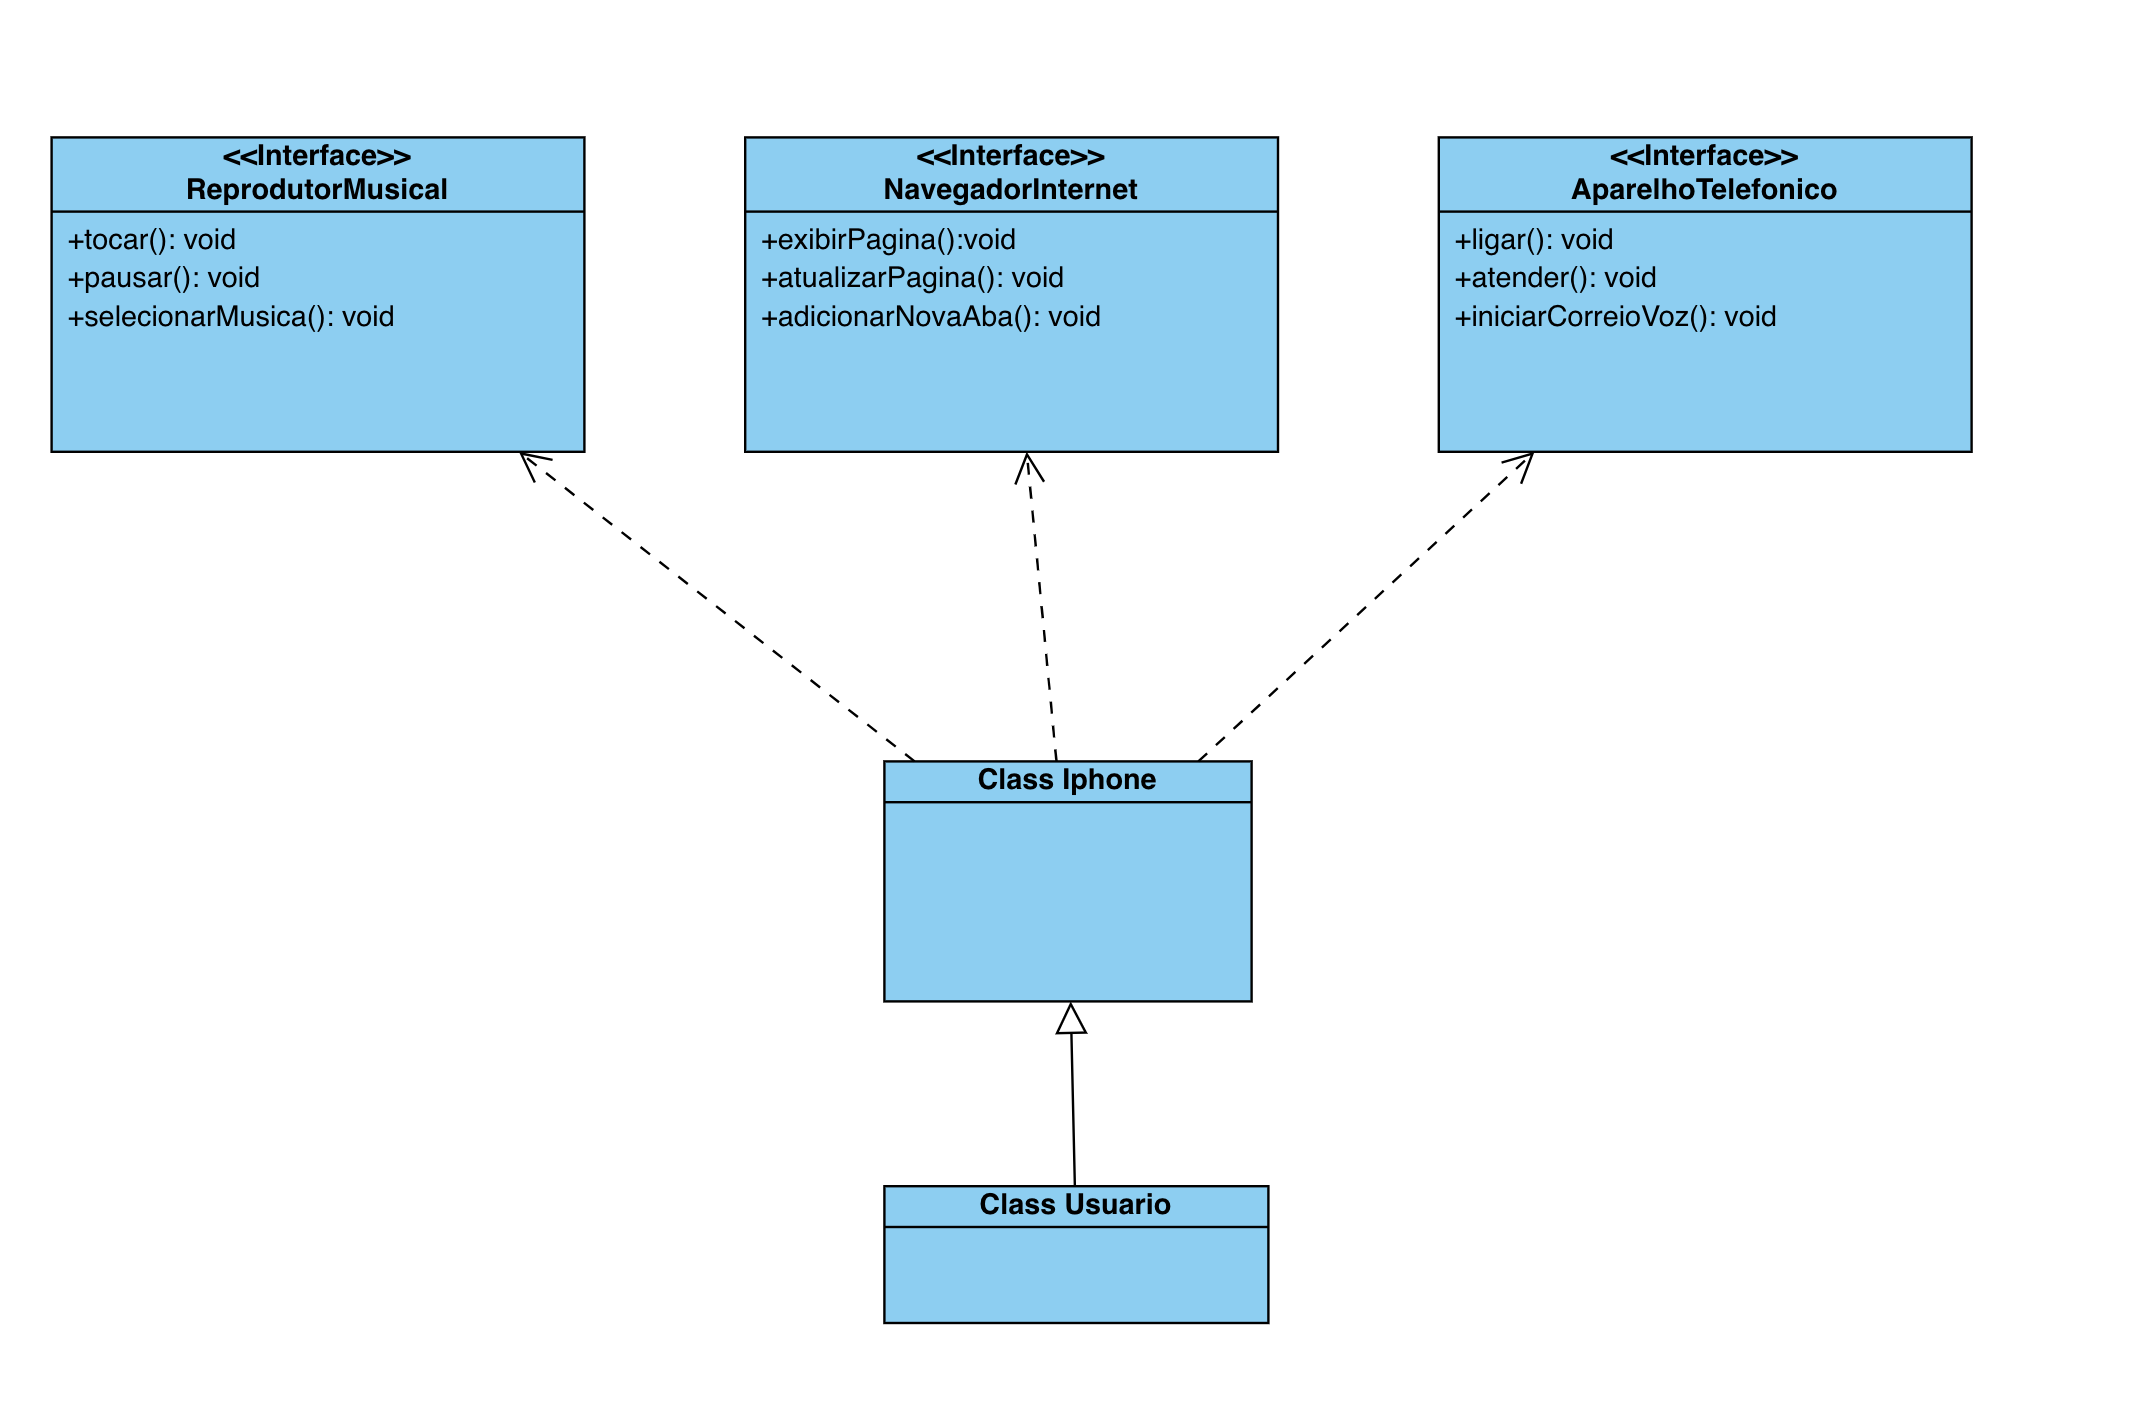 <<Interface>>
ReprodutorMusical
+tocar(): void
+pausar(): void
+selecionarMusica(): void
<<Interface>>
NavegadorInternet
+exibirPagina():void
+atualizarPagina(): void
+adicionarNovaAba(): void
<<Interface>>
AparelhoTelefonico
+ligar(): void
+atender(): void
+iniciarCorreioVoz(): void
Class Iphone
Class Usuario